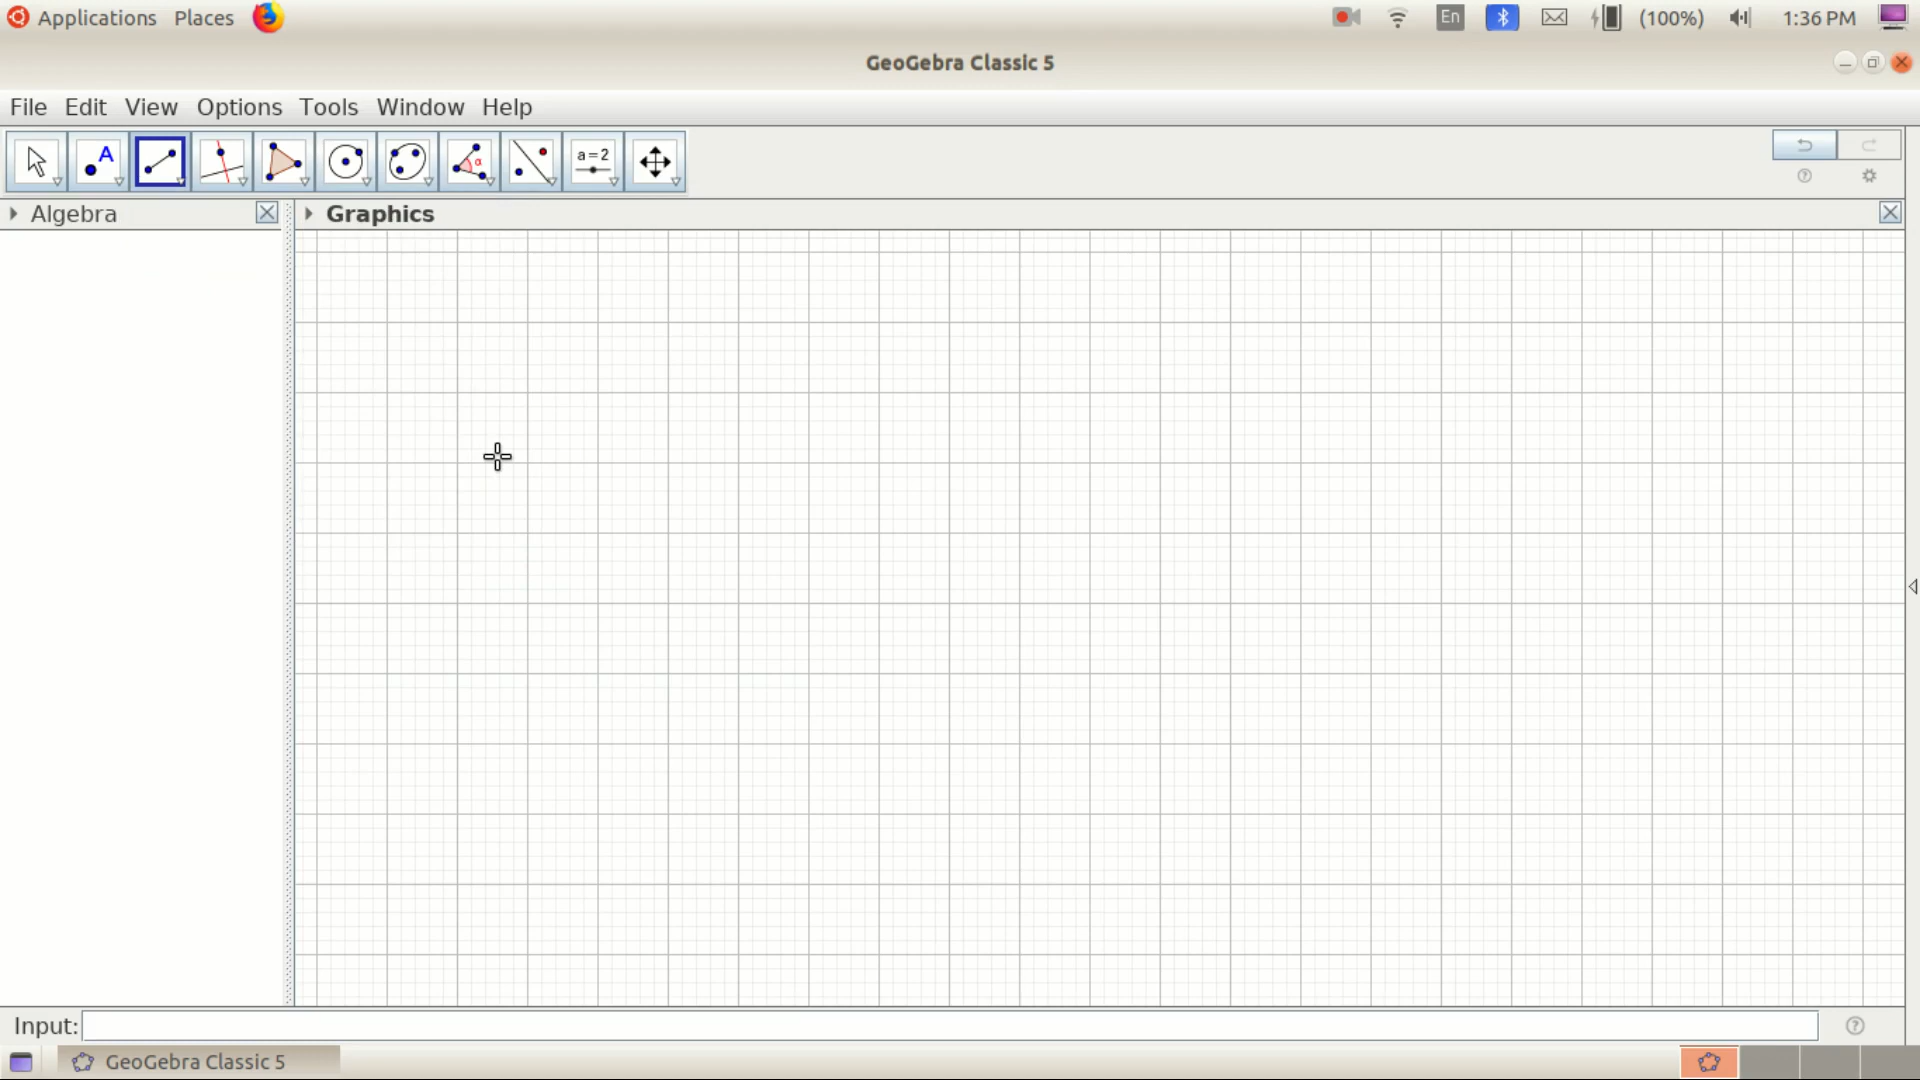 Applications Places En (100%) 1:36 PM
GeoGebra Classic 5
File Edit View Options Tools Window Help
A α a=2
Algebra Graphics
Input:
GeoGebra Classic 5